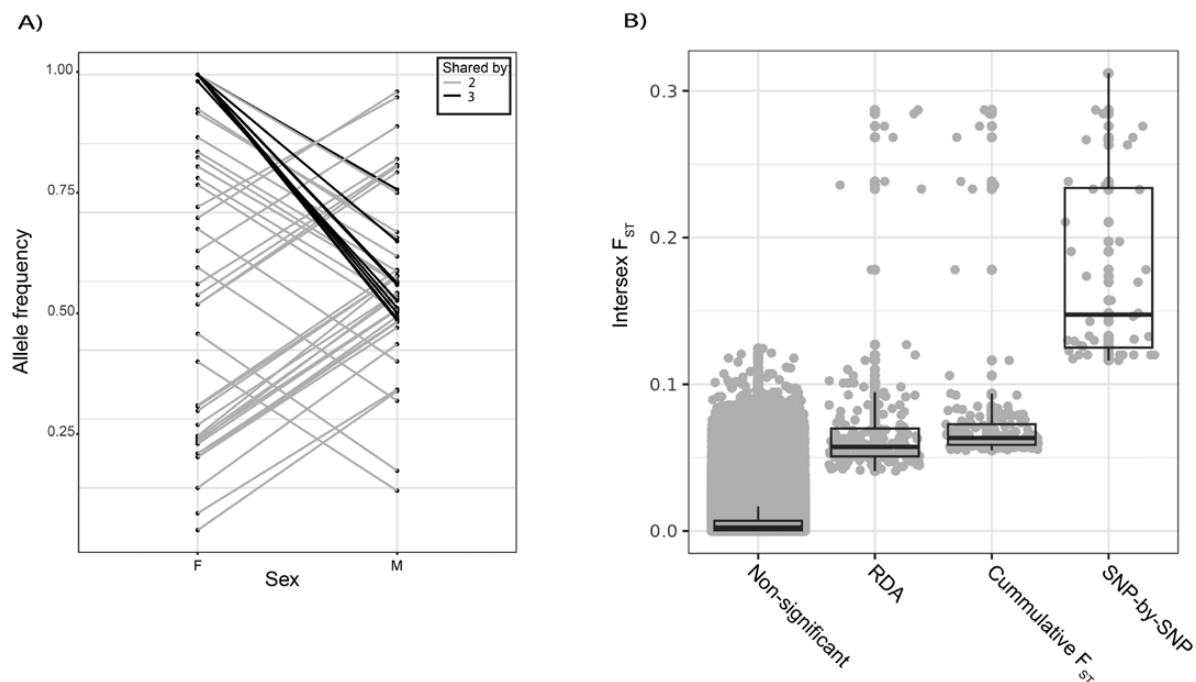 A)
Shared by
2
3
1.00
0.75
0.50
0.25
Allele frequency
F
M
Sex
B)
0.3
0.2
0.1
0.0
Intersex FST
Non-significant
RDA
Cummulative FST
SNP-by-SNP